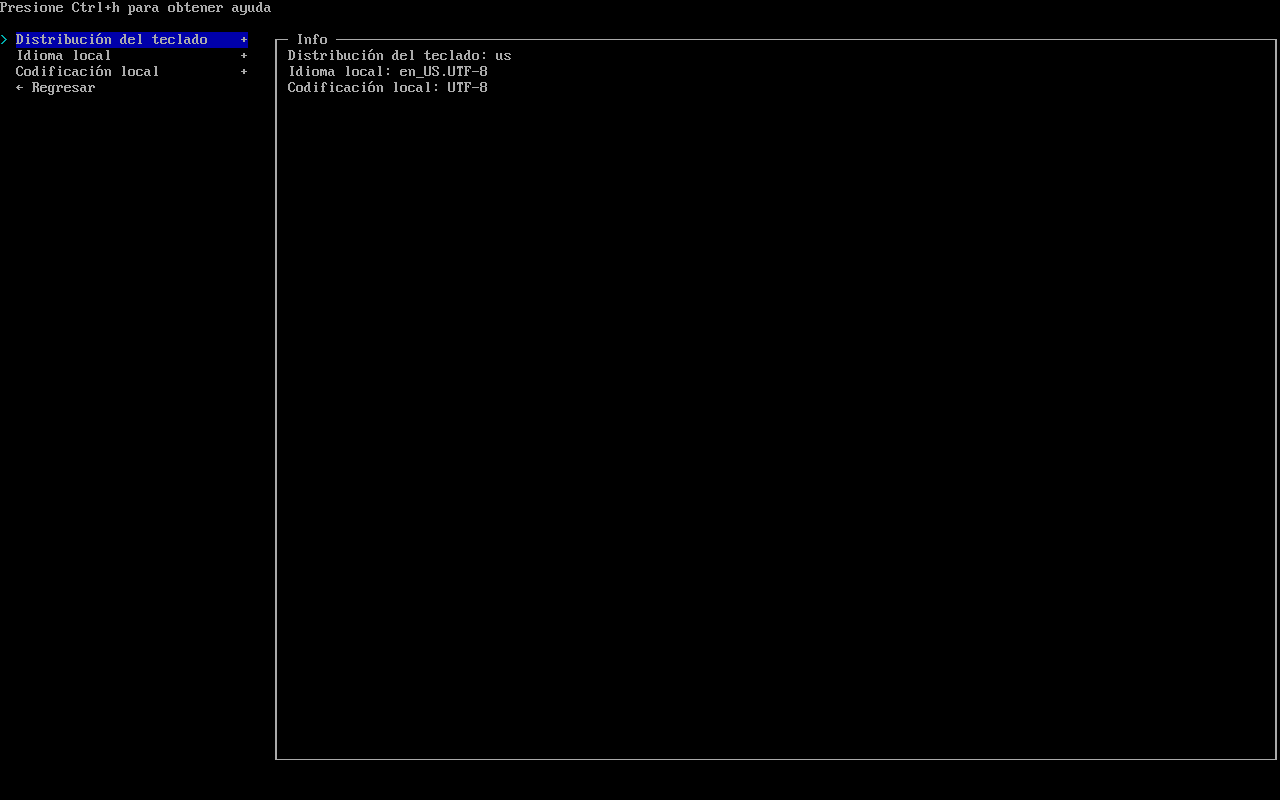 Presione Ctrl+h para obtener ayuda
> Distribución del teclado +
Idioma local +
Codificación local +
← Regresar
Info
Distribución del teclado: us
Idioma local: en_US.UTF-8
Codificación local: UTF-8